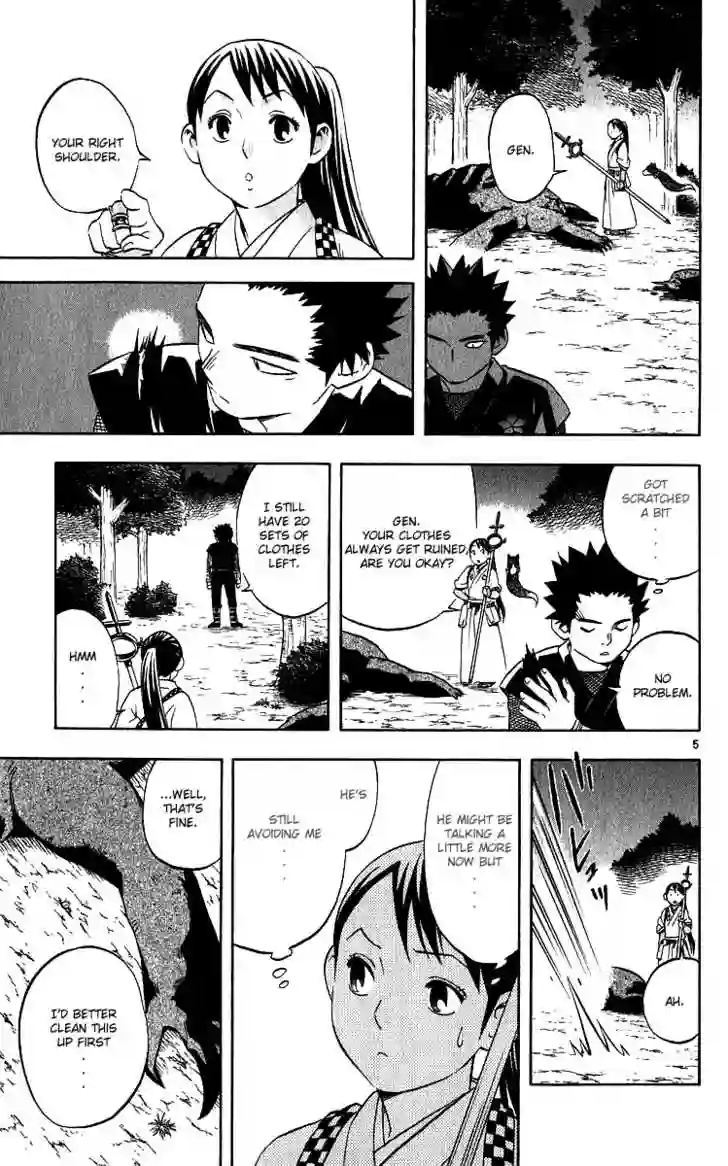 GEN.
YOUR RIGHT
SHOULDER.
GOT
SCRATCHED
A BIT
...
NO
PROBLEM.
GEN.
YOUR CLOTHES
ALWAYS GET RUINED,
ARE YOU OKAY?
I STILL
HAVE 20
SETS OF
CLOTHES
LEFT.
HMM
...
5
AH.
HE MIGHT BE
TALKING A
LITTLE MORE
NOW BUT
HE'S
STILL
AVOIDING ME
...
...WELL,
THAT'S
FINE.
I'D BETTER
CLEAN THIS
UP FIRST
...